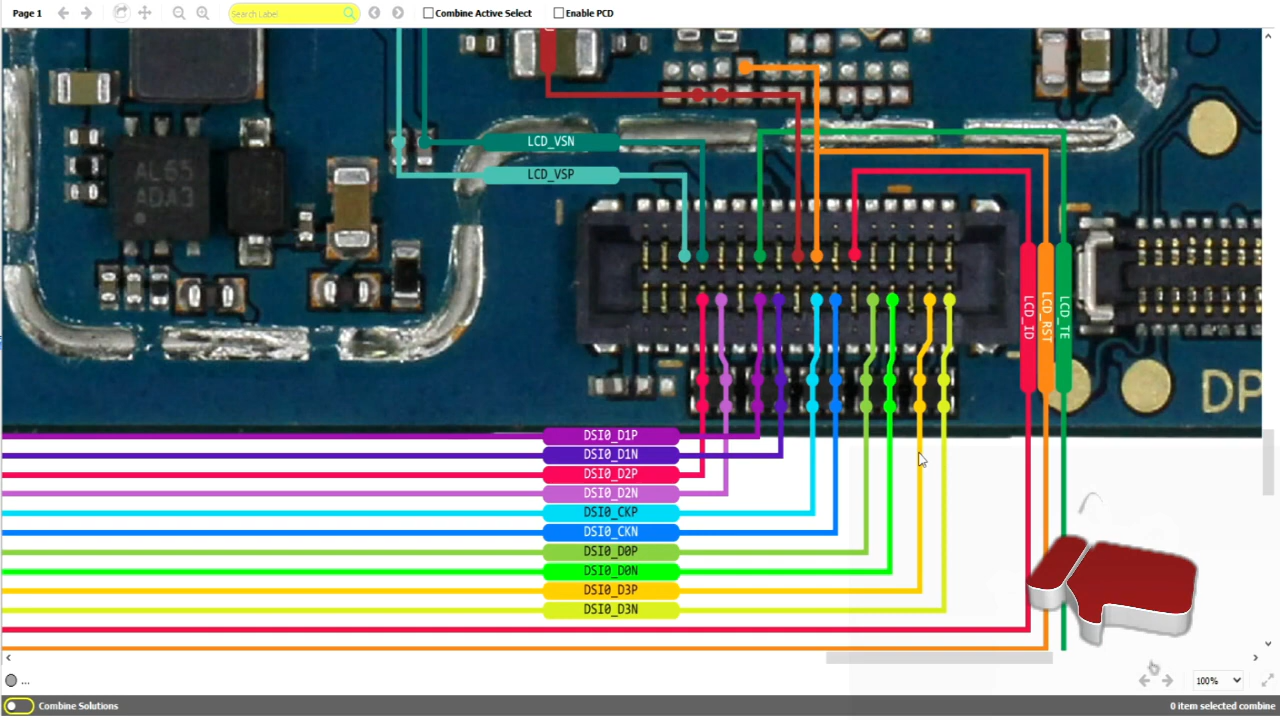 Page 1
Search Label
Combine Active Select
Enable PCD
LCD_VSN
LCD_VSP
AL65
ADA3
LCD_ID
LCD_RST
LCD_TE
DP
DSI0_D1P
DSI0_D1N
DSI0_D2P
DSI0_D2N
DSI0_CKP
DSI0_CKN
DSI0_D0P
DSI0_D0N
DSI0_D3P
DSI0_D3N
...
100%
Combine Solutions
0 item selected combine